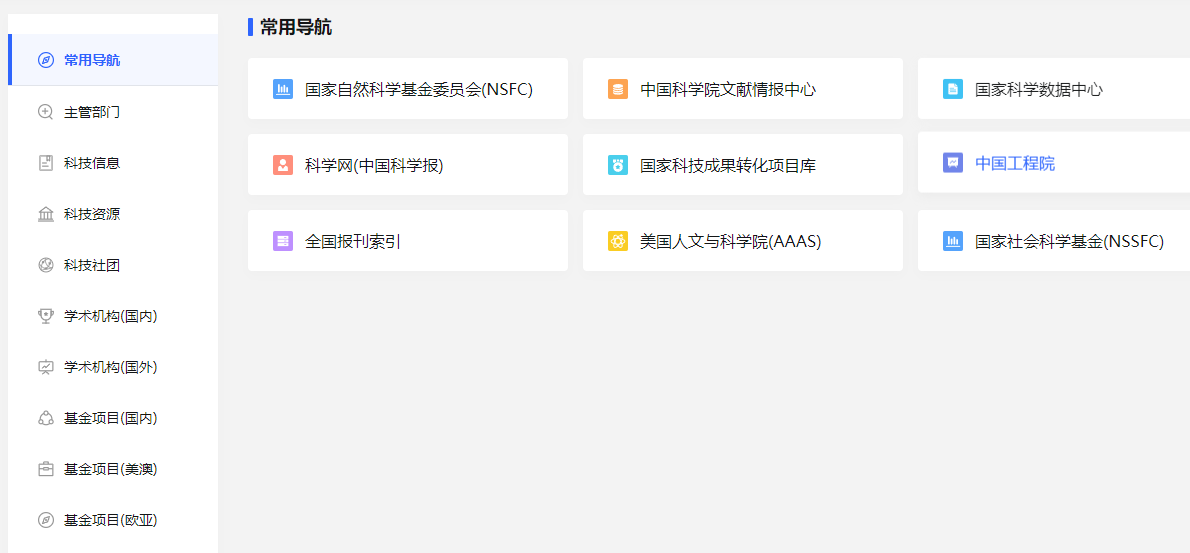 常用导航
主管部门
科技信息
科技资源
科技社团
学术机构(国内)
学术机构(国外)
基金项目(国内)
基金项目(美澳)
基金项目(欧亚)
常用导航
国家自然科学基金委员会(NSFC)
中国科学院文献情报中心
国家科学数据中心
科学网(中国科学报)
国家科技成果转化项目库
中国工程院
全国报刊索引
美国人文与科学院(AAAS)
国家社会科学基金(NSSFC)